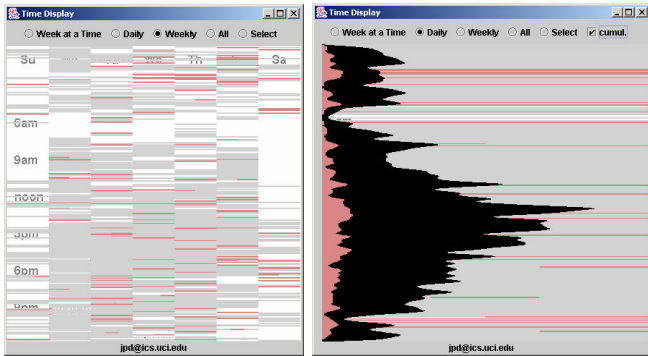 Time Display
Week at a Time Daily Weekly All Select
Su Th Sa
6am
9am
noon
3pm
6pm
9pm
jpd@ics.uci.edu
Time Display
Week at a Time Daily Weekly All Select cumul.
jpd@ics.uci.edu